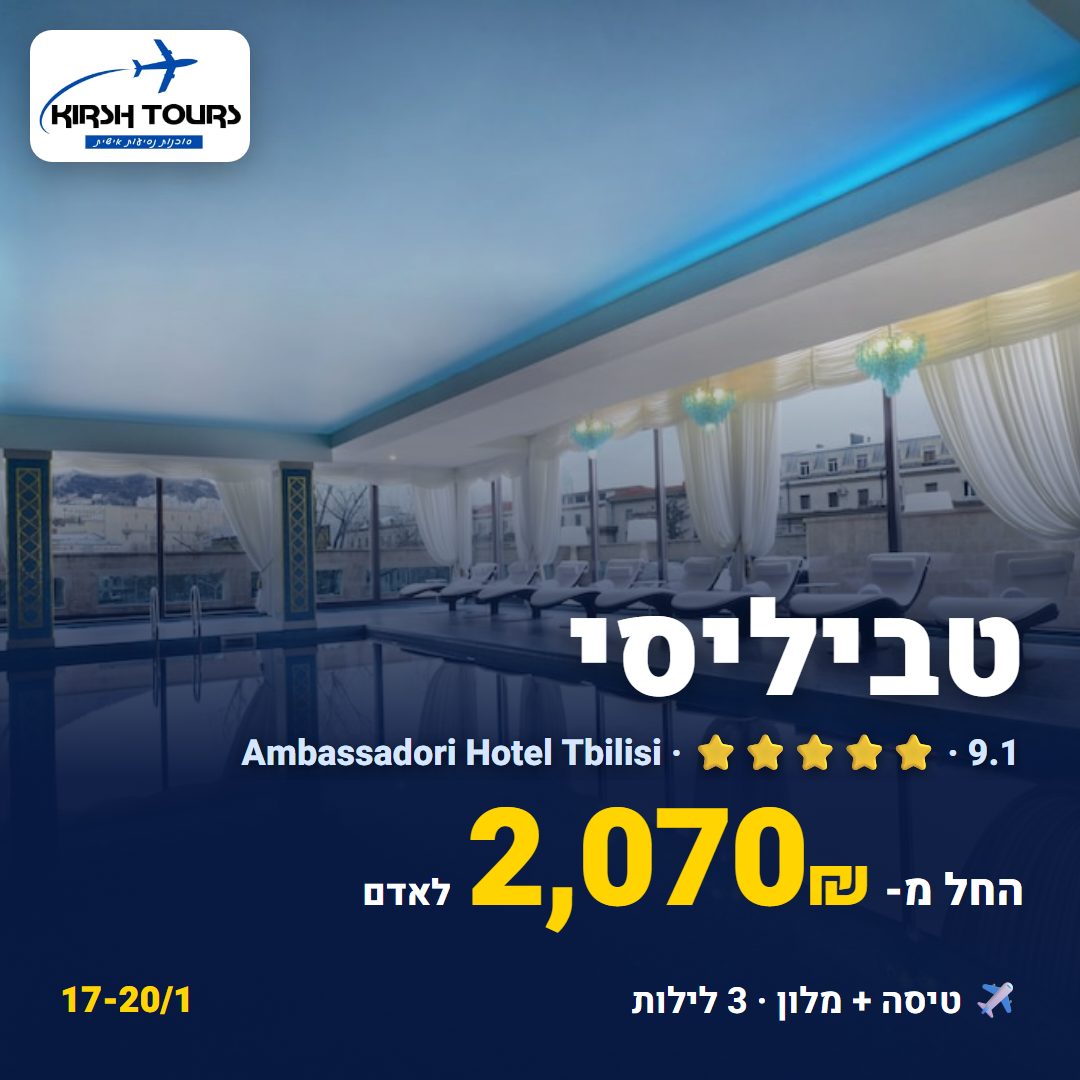 KIRSH TOURS
סוכנות נסיעות אישית
טביליסי
Ambassadori Hotel Tbilisi · ⭐⭐⭐⭐⭐ · 9.1
החל מ- ₪2,070 לאדם
✈️ טיסה + מלון · 3 לילות
17-20/1